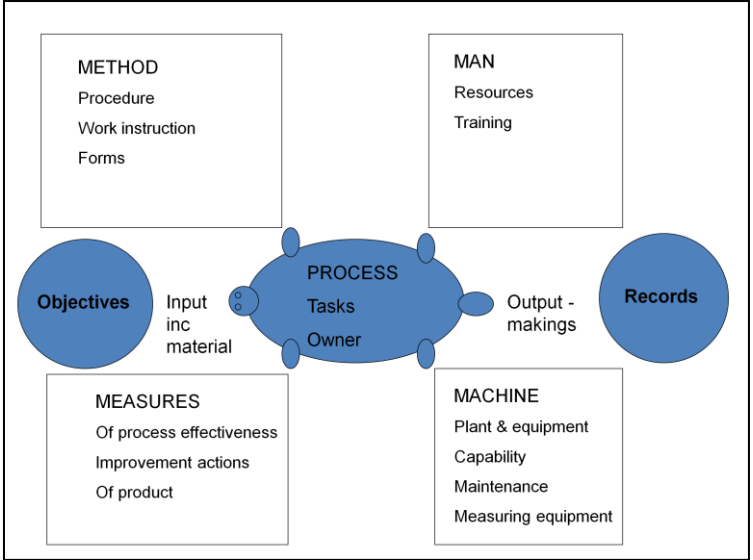 METHOD
Procedure
Work instruction
Forms
MAN
Resources
Training
Objectives
Input
inc
material
PROCESS
Tasks
Owner
Output -
makings
Records
MEASURES
Of process effectiveness
Improvement actions
Of product
MACHINE
Plant & equipment
Capability
Maintenance
Measuring equipment